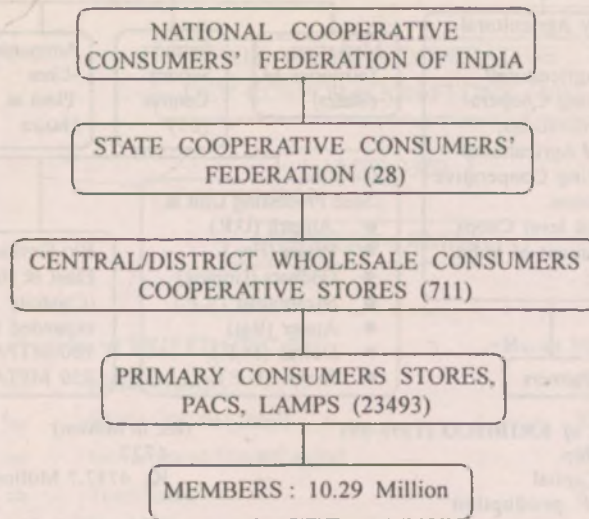 NATIONAL COOPERATIVE
CONSUMERS' FEDERATION OF INDIA
STATE COOPERATIVE CONSUMERS'
FEDERATION (28)
CENTRAL/DISTRICT WHOLESALE CONSUMERS
COOPERATIVE STORES (711)
PRIMARY CONSUMERS STORES,
PACS, LAMPS (23493)
MEMBERS : 10.29 Million